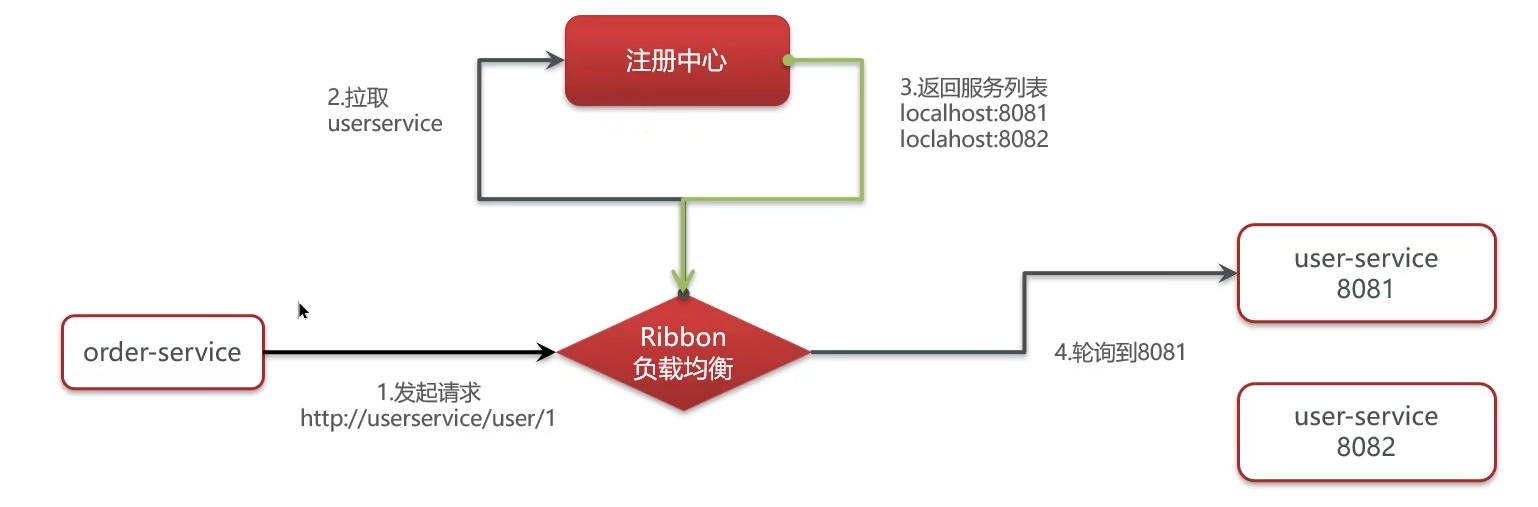 注册中心
2.拉取
userservice
3.返回服务列表
localhost:8081
loclahost:8082
user-service
8081
order-service
Ribbon
负载均衡
4.轮询到8081
1.发起请求
http://userservice/user/1
user-service
8082